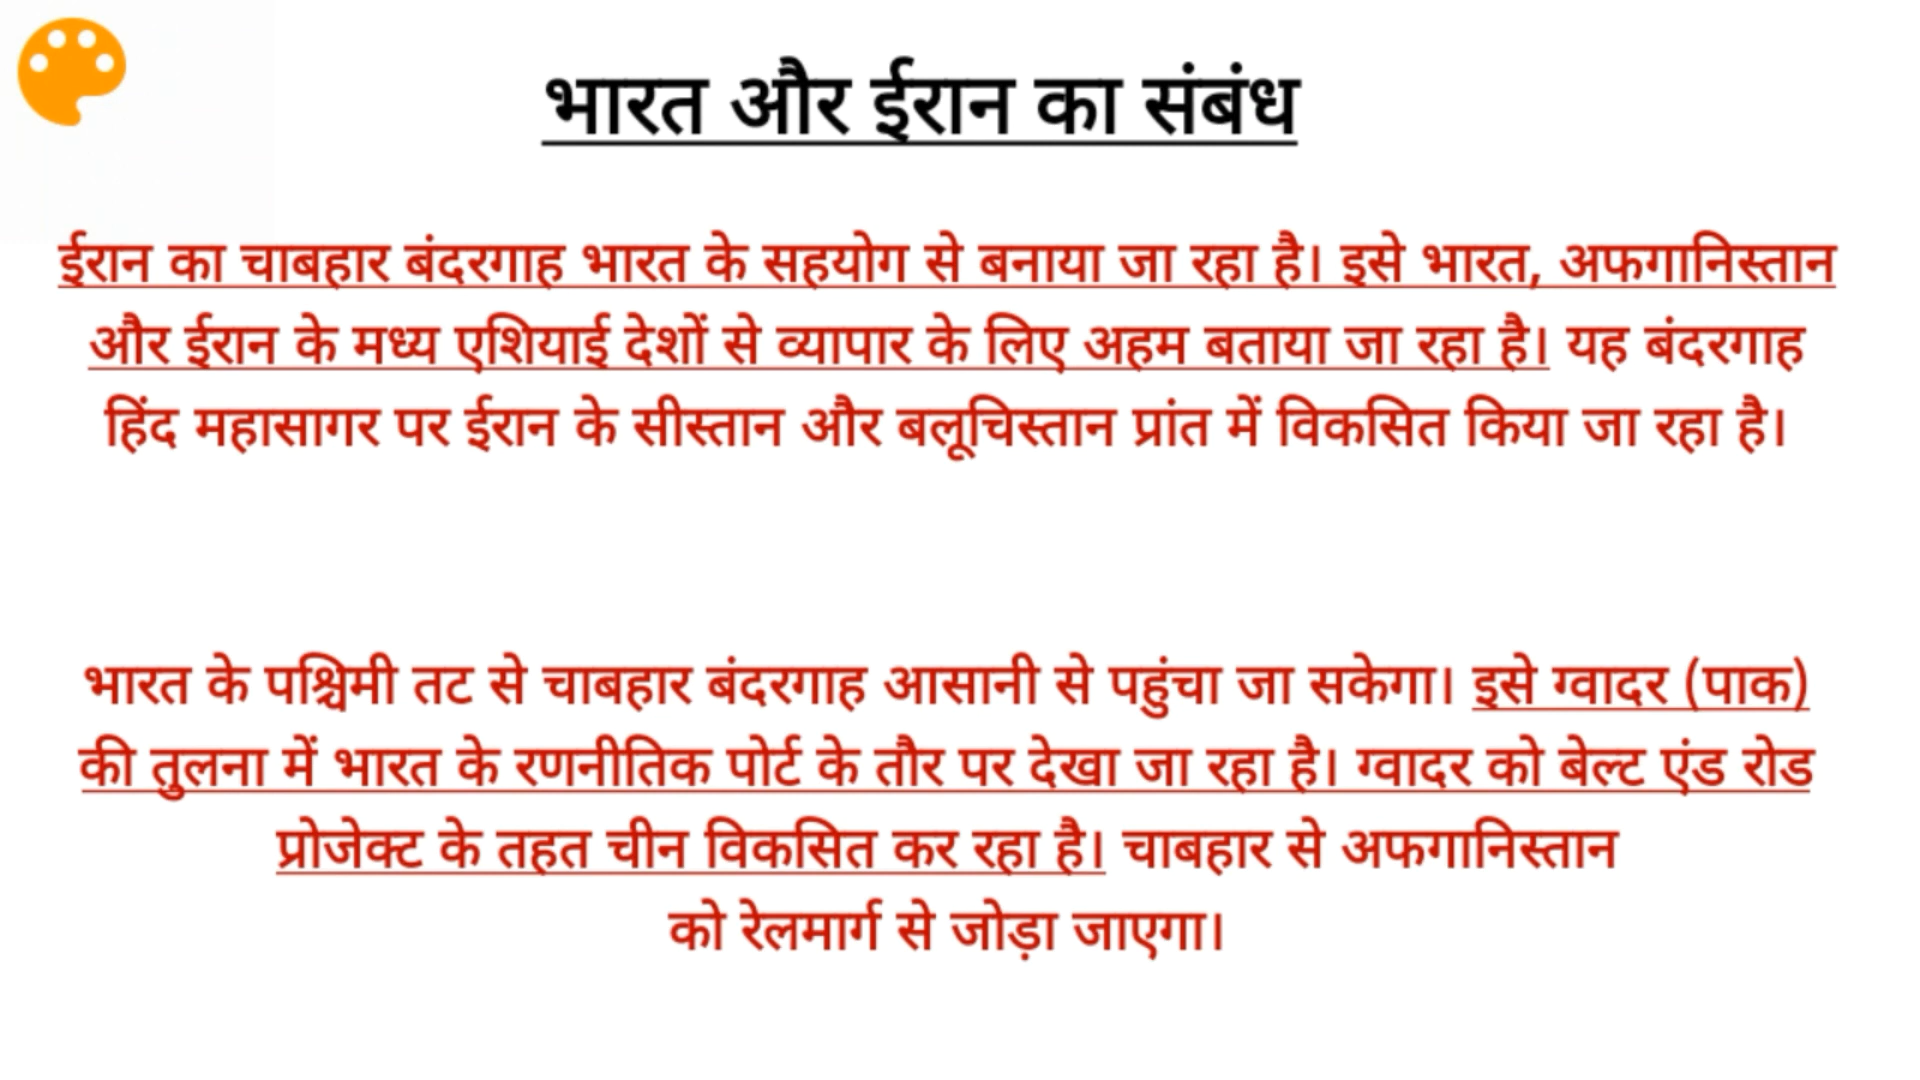 भारत और ईरान का संबंध
ईरान का चाबहार बंदरगाह भारत के सहयोग से बनाया जा रहा है। इसे भारत, अफगानिस्तान
और ईरान के मध्य एशियाई देशों से व्यापार के लिए अहम बताया जा रहा है। यह बंदरगाह
हिंद महासागर पर ईरान के सीस्तान और बलूचिस्तान प्रांत में विकसित किया जा रहा है।
भारत के पश्चिमी तट से चाबहार बंदरगाह आसानी से पहुंचा जा सकेगा। इसे ग्वादर (पाक)
की तुलना में भारत के रणनीतिक पोर्ट के तौर पर देखा जा रहा है। ग्वादर को बेल्ट एंड रोड
प्रोजेक्ट के तहत चीन विकसित कर रहा है। चाबहार से अफगानिस्तान
को रेलमार्ग से जोड़ा जाएगा।